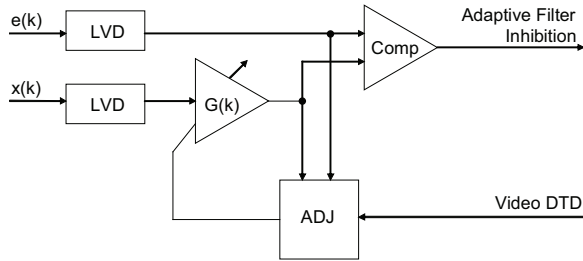 e(k)
LVD
Adaptive Filter
Inhibition
Comp
x(k)
LVD
G(k)
ADJ
Video DTD